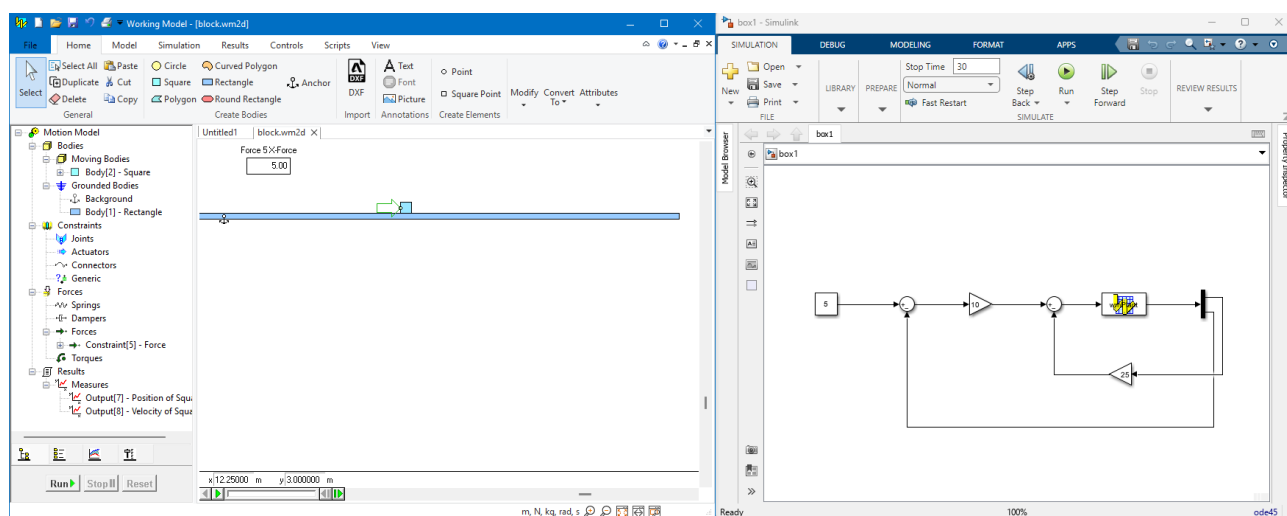 Working Model - [block.wm2d]
File Home Model Simulation Results Controls Scripts View
Select
Select All Paste
Duplicate Cut
Delete Copy
General
Circle Curved Polygon
Square Rectangle
Polygon Round Rectangle
Anchor
Create Bodies
DXF
DXF
Import
A Text
Font
Picture
Annotations
Point
Square Point
Create Elements
Modify Convert To Attributes
Motion Model
Bodies
Moving Bodies
Body[2] - Square
Grounded Bodies
Background
Body[1] - Rectangle
Constraints
Joints
Actuators
Connectors
Generic
Forces
Springs
Dampers
Forces
Constraint[5] - Force
Torques
Results
Measures
Output[7] - Position of Squ
Output[8] - Velocity of Squa
Run Stop Reset
Untitled1 block.wm2d X
Force 5 X-Force
5.00
x 12.25000 m y 3.000000 m
m, N, kg, rad, s
box1 - Simulink
SIMULATION DEBUG MODELING FORMAT APPS
New
Open
Save
Print
FILE
LIBRARY
PREPARE
Stop Time 30
Normal
Fast Restart
Step Back
Run
Step Forward
Stop
SIMULATE
REVIEW RESULTS
Model Browser
box1
box1
Property Inspector
5
10
25
Ready 100% ode45